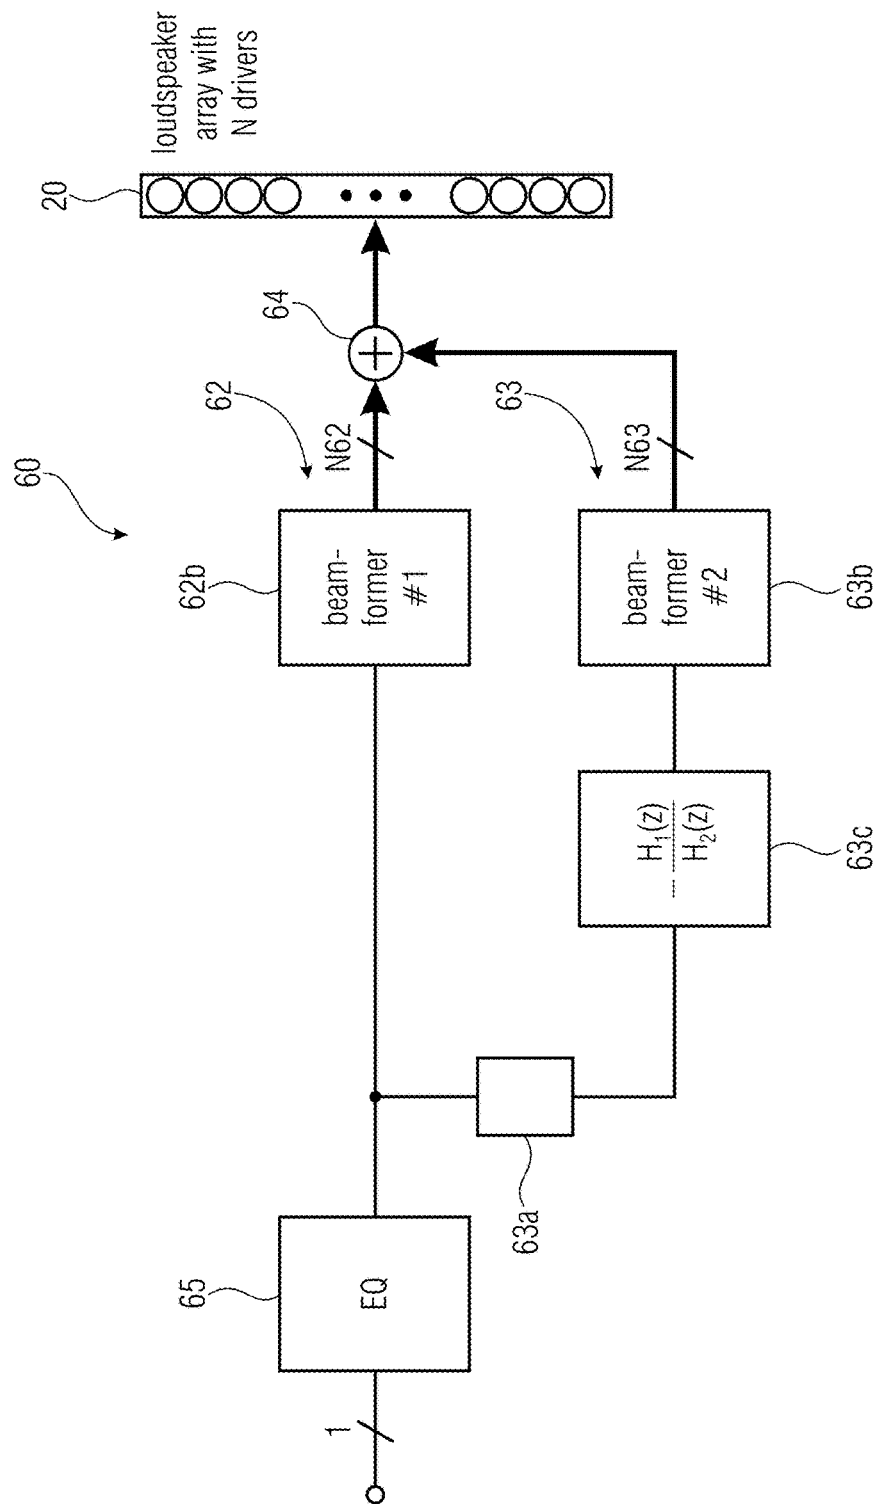 60
1
65
EQ
63a
62b
beam-
former
#1
62
N62
64
20
loudspeaker
array with
N drivers
63c
− H₁(z)
H₂(z)
63b
beam-
former
#2
63
N63